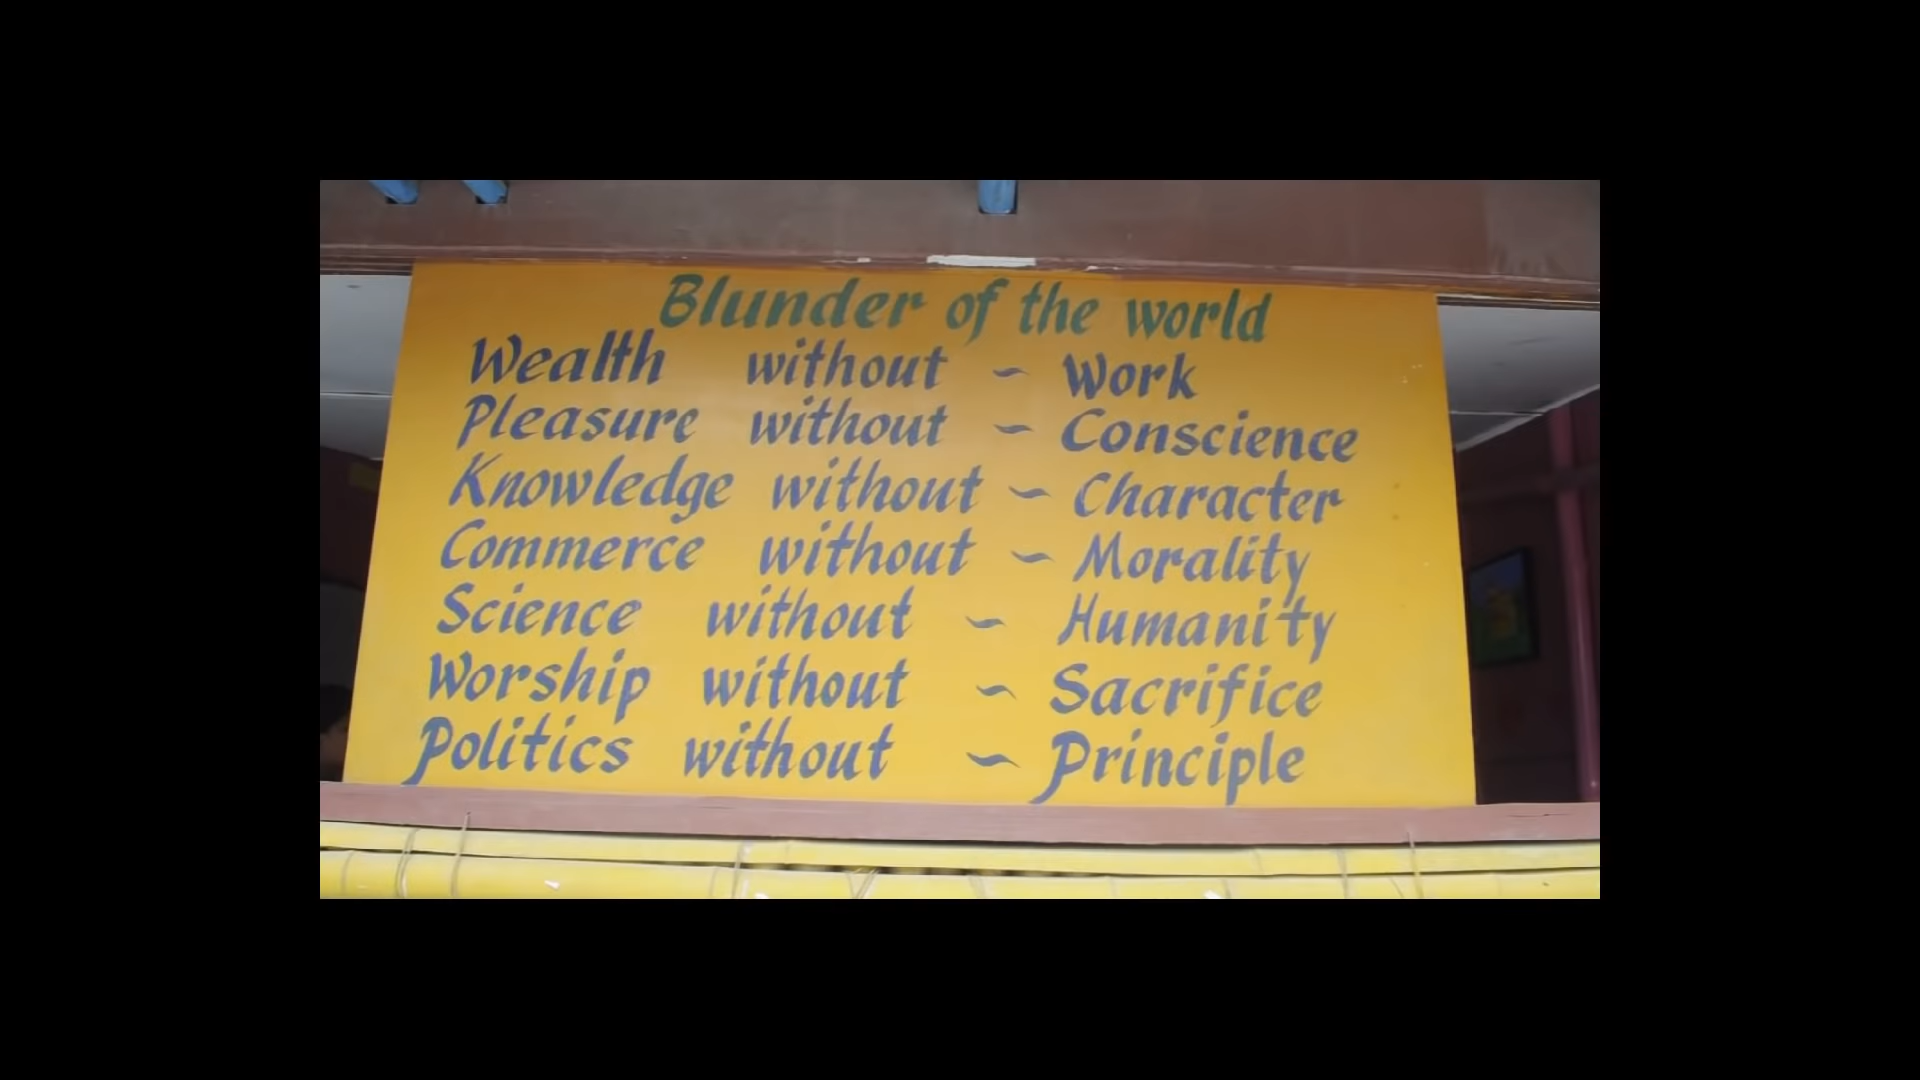 Blunder of the world
Wealth without ~ Work
Pleasure without ~ Conscience
Knowledge without ~ Character
Commerce without ~ Morality
Science without ~ Humanity
Worship without ~ Sacrifice
Politics without ~ Principle